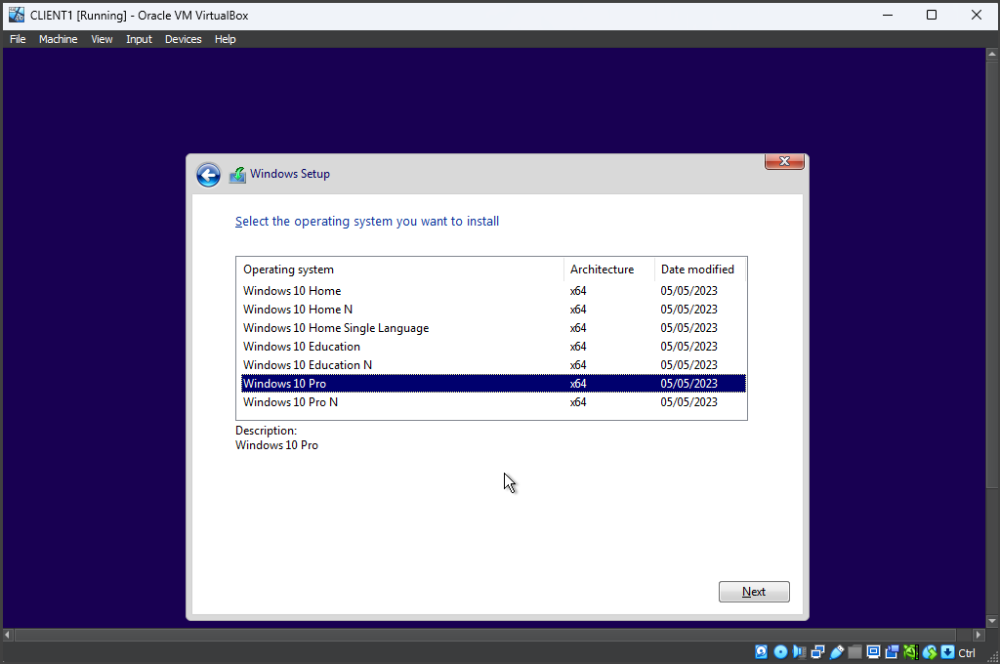 CLIENT1 [Running] - Oracle VM VirtualBox
File Machine View Input Devices Help
Windows Setup
Select the operating system you want to install
Operating system Architecture Date modified
Windows 10 Home x64 05/05/2023
Windows 10 Home N x64 05/05/2023
Windows 10 Home Single Language x64 05/05/2023
Windows 10 Education x64 05/05/2023
Windows 10 Education N x64 05/05/2023
Windows 10 Pro x64 05/05/2023
Windows 10 Pro N x64 05/05/2023
Description:
Windows 10 Pro
Next
Ctrl